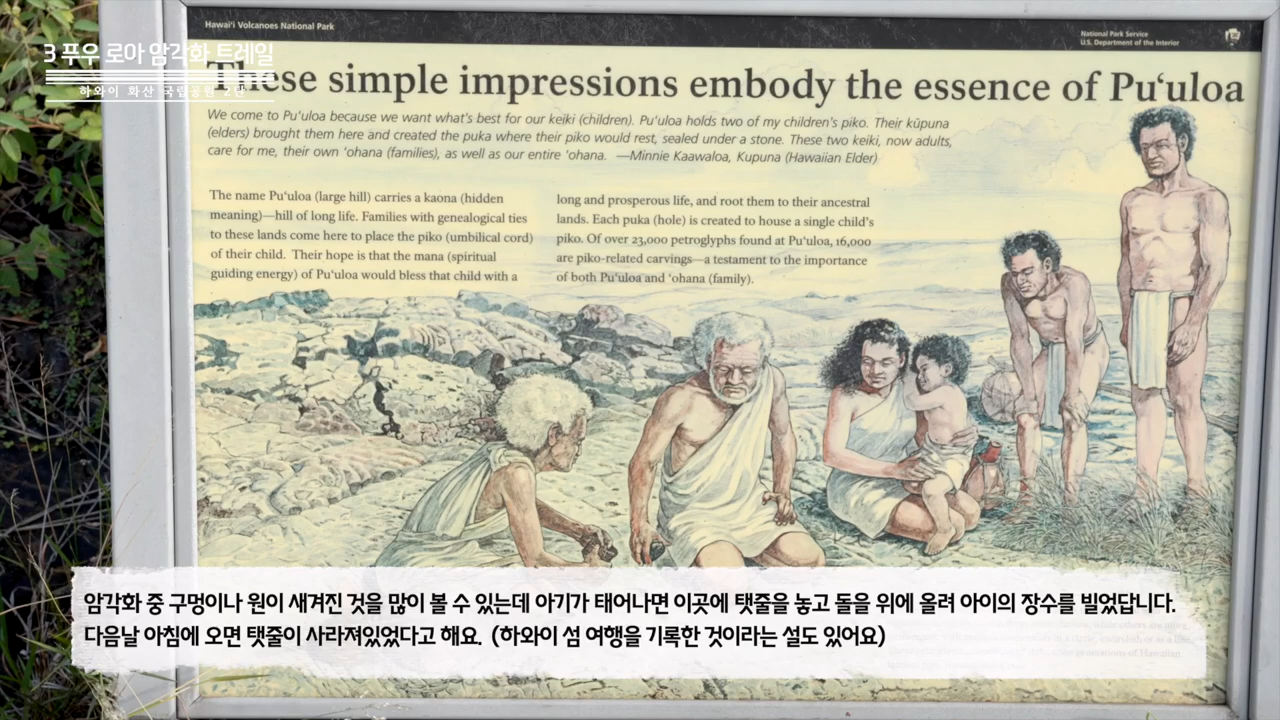 Hawai‘i Volcanoes National Park
National Park Service
U.S. Department of the Interior
3 푸우 로아 암각화 트레일
하와이 화산 국립공원 2탄
These simple impressions embody the essence of Pu‘uloa
We come to Pu‘uloa because we want what's best for our keiki (children). Pu‘uloa holds two of my children's piko. Their kūpuna
(elders) brought them here and created the puka where their piko would rest, sealed under a stone. These two keiki, now adults,
care for me, their own ‘ohana (families), as well as our entire ‘ohana. —Minnie Kaawaloa, Kupuna (Hawaiian Elder)
The name Pu‘uloa (large hill) carries a kaona (hidden
meaning)—hill of long life. Families with genealogical ties
to these lands come here to place the piko (umbilical cord)
of their child. Their hope is that the mana (spiritual
guiding energy) of Pu‘uloa would bless that child with a
long and prosperous life, and root them to their ancestral
lands. Each puka (hole) is created to house a single child's
piko. Of over 23,000 petroglyphs found at Pu‘uloa, 16,000
are piko-related carvings—a testament to the importance
of both Pu‘uloa and ‘ohana (family).
암각화 중 구멍이나 원이 새겨진 것을 많이 볼 수 있는데 아기가 태어나면 이곳에 탯줄을 놓고 돌을 위에 올려 아이의 장수를 빌었답니다.
다음날 아침에 오면 탯줄이 사라져있었다고 해요. (하와이 섬 여행을 기록한 것이라는 설도 있어요)